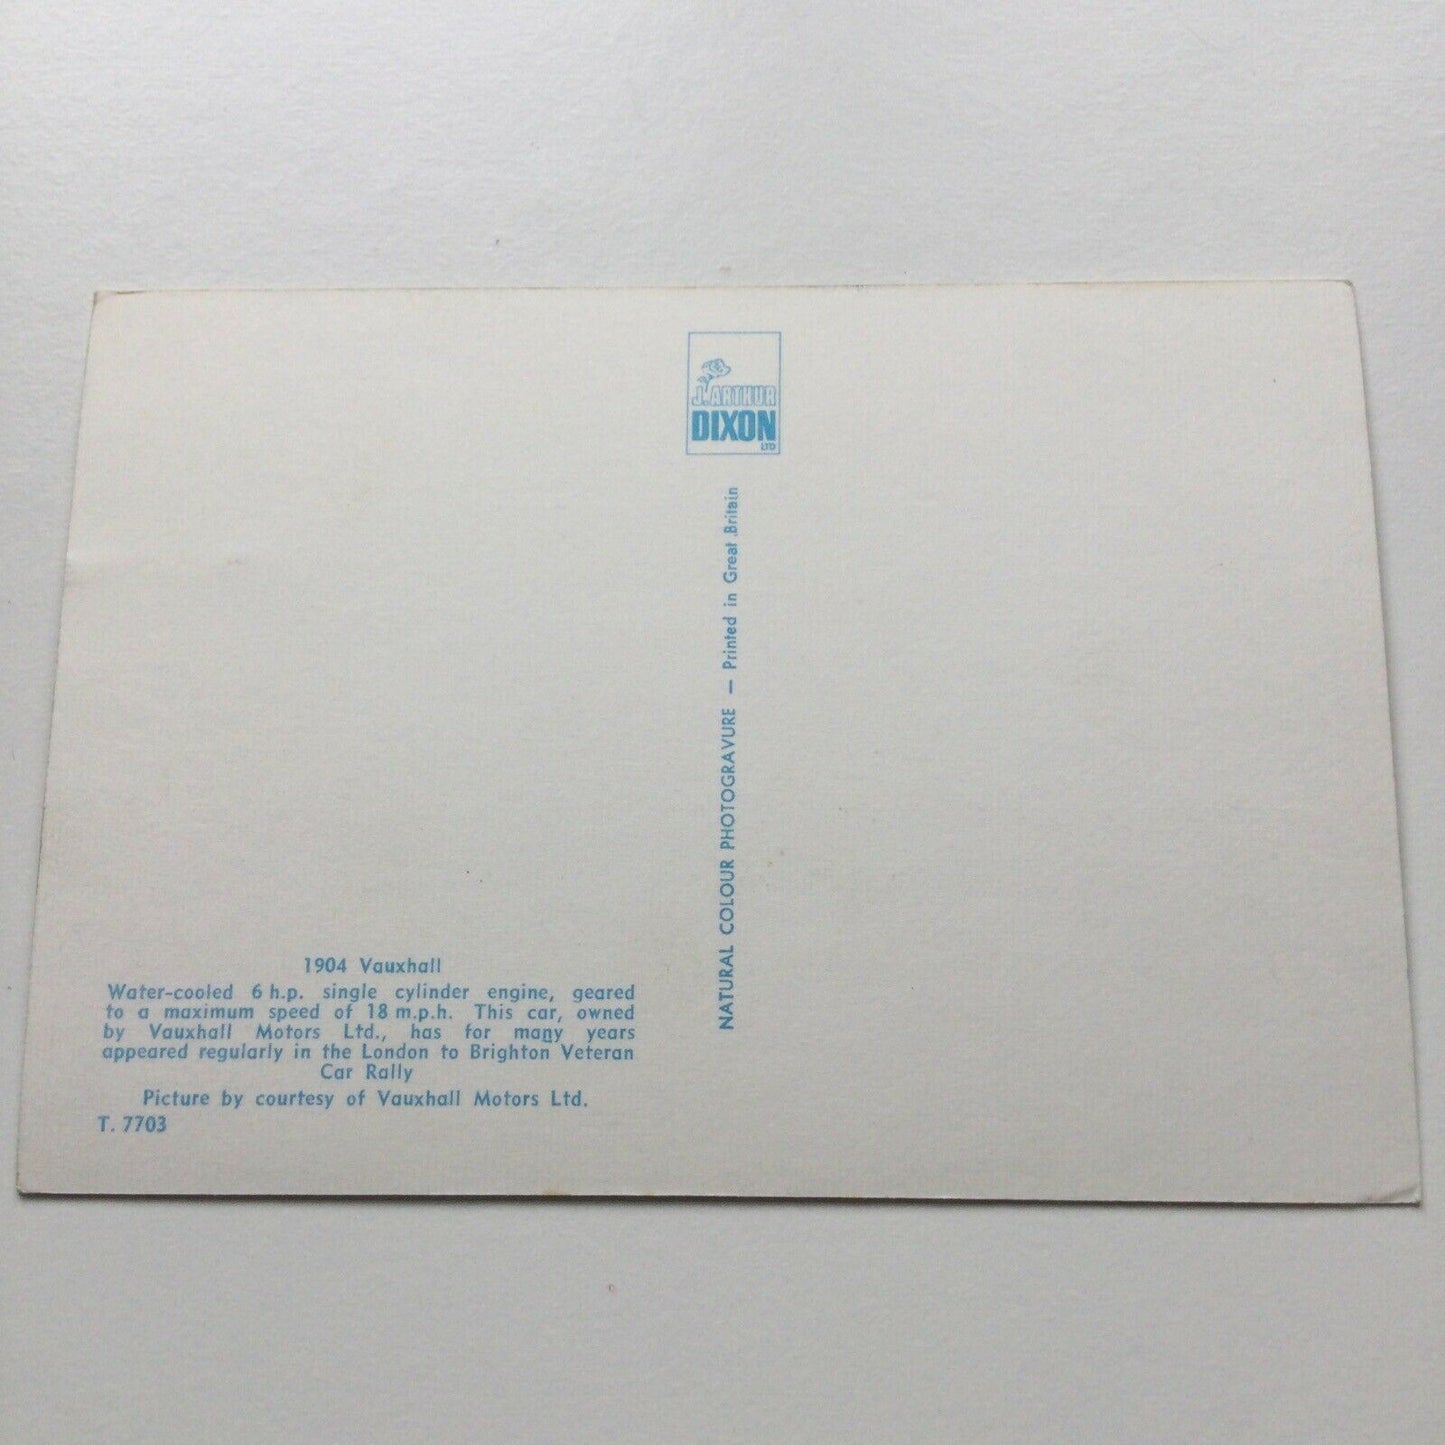 J. ARTHUR
DIXON
LTD
NATURAL COLOUR PHOTOGRAVURE — Printed in Great Britain
1904 Vauxhall
Water-cooled 6 h.p. single cylinder engine, geared
to a maximum speed of 18 m.p.h. This car, owned
by Vauxhall Motors Ltd., has for many years
appeared regularly in the London to Brighton Veteran
Car Rally
Picture by courtesy of Vauxhall Motors Ltd.
T. 7703